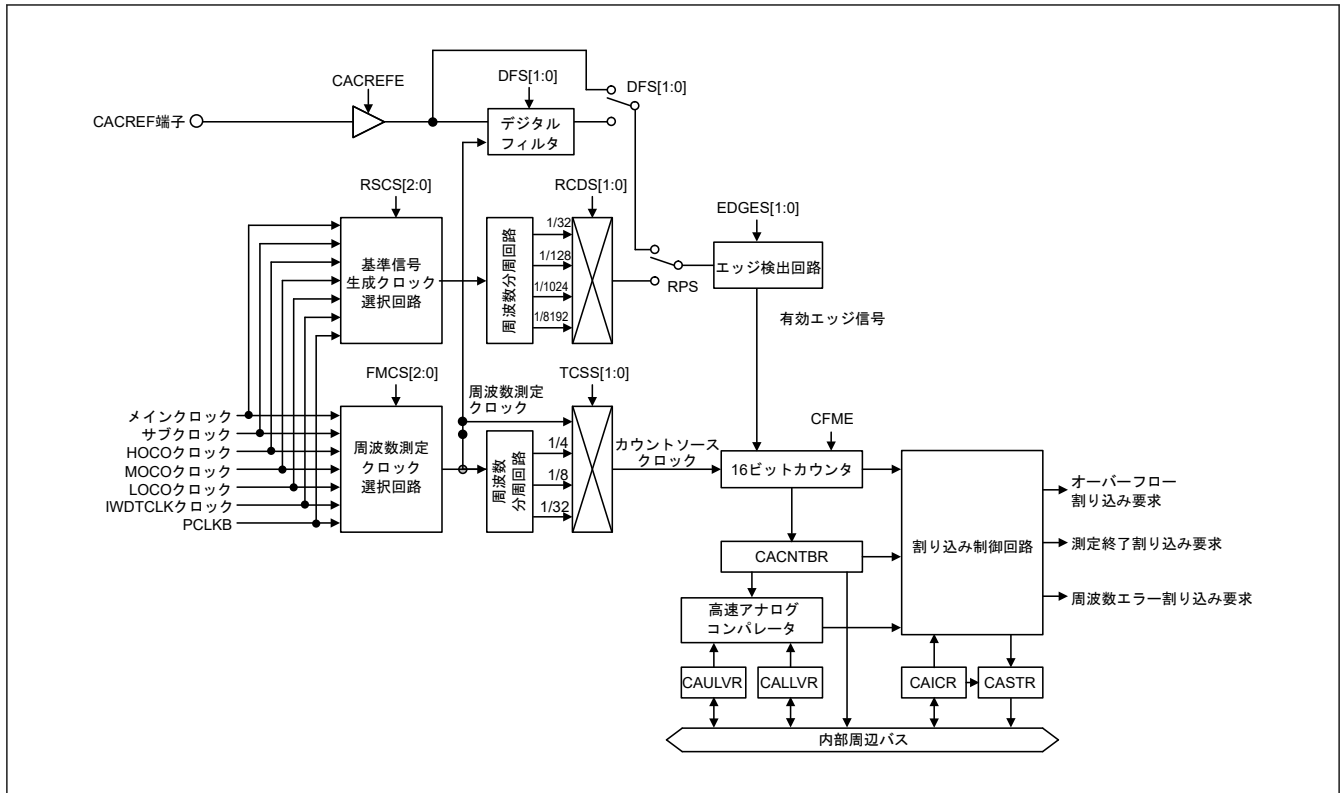 CACREFE
DFS[1:0]
DFS[1:0]
CACREF端子
デジタル
フィルタ
RSCS[2:0]
RCDS[1:0]
EDGES[1:0]
基準信号
生成クロック
選択回路
周波数分周回路
1/32
1/128
1/1024
1/8192
RPS
エッジ検出回路
有効エッジ信号
FMCS[2:0]
周波数測定
クロック
TCSS[1:0]
メインクロック
サブクロック
HOCOクロック
MOCOクロック
LOCOクロック
IWDTCLKクロック
PCLKB
周波数測定
クロック
選択回路
周波数
分周回路
1/4
1/8
1/32
カウントソース
クロック
CFME
16ビットカウンタ
CACNTBR
高速アナログ
コンパレータ
CAULVR
CALLVR
割り込み制御回路
オーバーフロー
割り込み要求
測定終了割り込み要求
周波数エラー割り込み要求
CAICR
CASTR
内部周辺バス